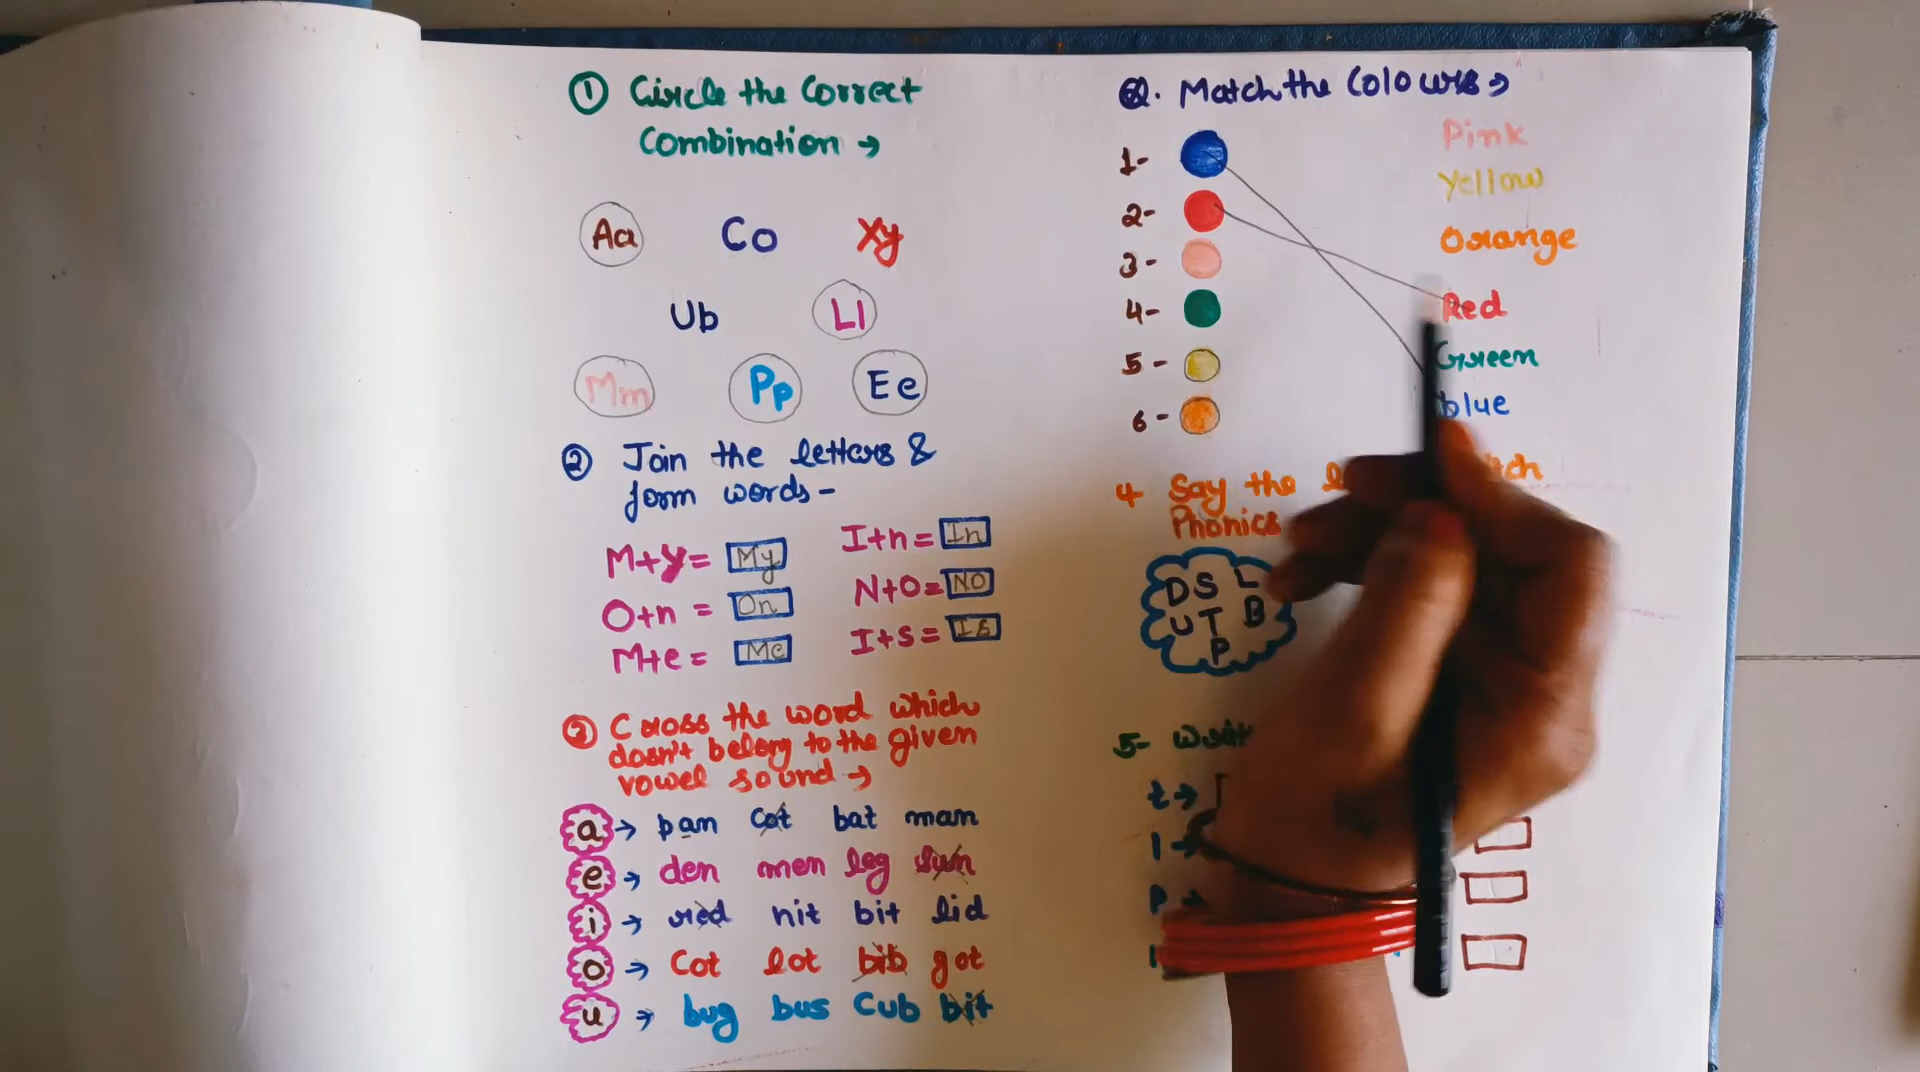 ① Circle the Correct
Combination →
Aa Co Xy
Ub Ll
Mm Pp Ee
② Join the letters &
form words -
M+y= My
I+n= In
O+n = On
N+O= NO
M+e= Me
I+S= Is
③ Cross the word which
dosn't belong to the given
vowel sound →
a → pan cot bat man
e → den men leg sun
i → red nit bit lid
o → Cot lot bib got
u → bug bus Cub bit
Q. Match the Colours →
1-
2-
3-
4-
5-
6-
Pink
Yellow
Orange
Red
Green
blue
4 Say the
Phonics
D S L
U T B
P
5-
t →
l →
p →